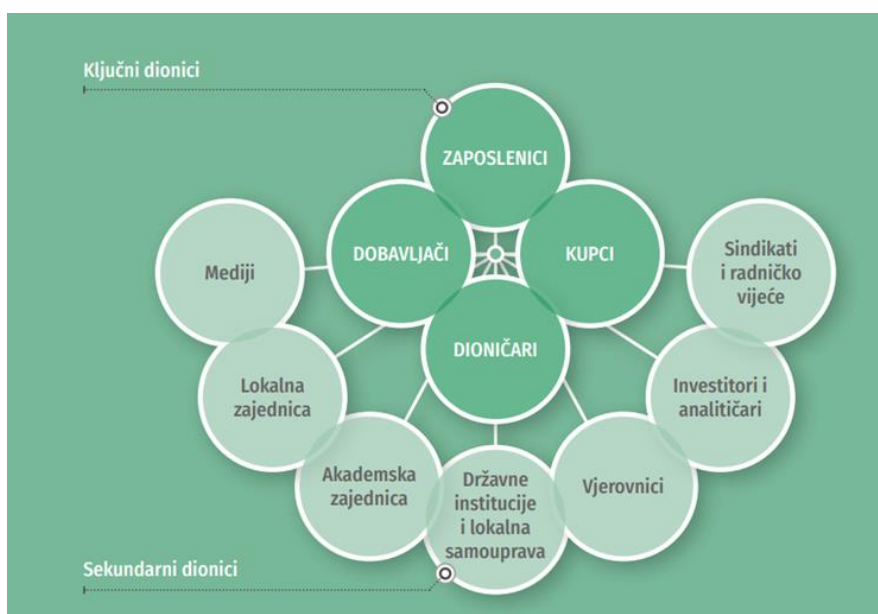 Ključni dionici
ZAPOSLENICI
DOBAVLJAČI
KUPCI
DIONIČARI
Mediji
Sindikati
i radničko
vijeće
Lokalna
zajednica
Investitori i
analitičari
Akademska
zajednica
Državne
institucije
i lokalna
samouprava
Vjerovnici
Sekundarni dionici